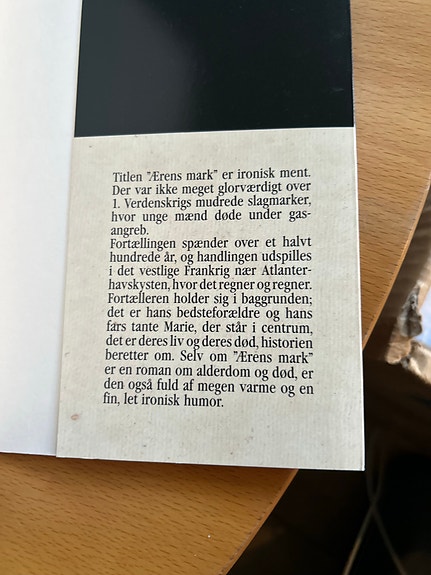 Titlen ”Ærens mark” er ironisk ment.
Der var ikke meget glorværdigt over
1. Verdenskrigs mudrede slagmarker,
hvor unge mænd døde under gas-
angreb.
Fortællingen spænder over et halvt
hundrede år, og handlingen udspilles
i det vestlige Frankrig nær Atlanter-
havskysten, hvor det regner og regner.
Fortælleren holder sig i baggrunden;
det er hans bedsteforældre og hans
fars tante Marie, der står i centrum,
det er deres liv og deres død, historien
beretter om. Selv om ”Ærens mark”
er en roman om alderdom og død, er
den også fuld af megen varme og en
fin, let ironisk humor.